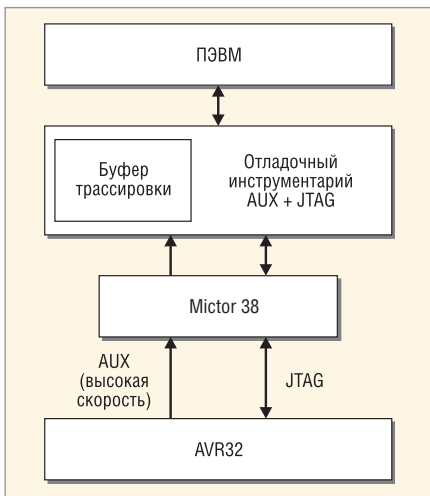 ПЭВМ
Буфер
трассировки
Отладочный
инструментарий
AUX + JTAG
Mictor 38
AUX
(высокая
скорость)
JTAG
AVR32